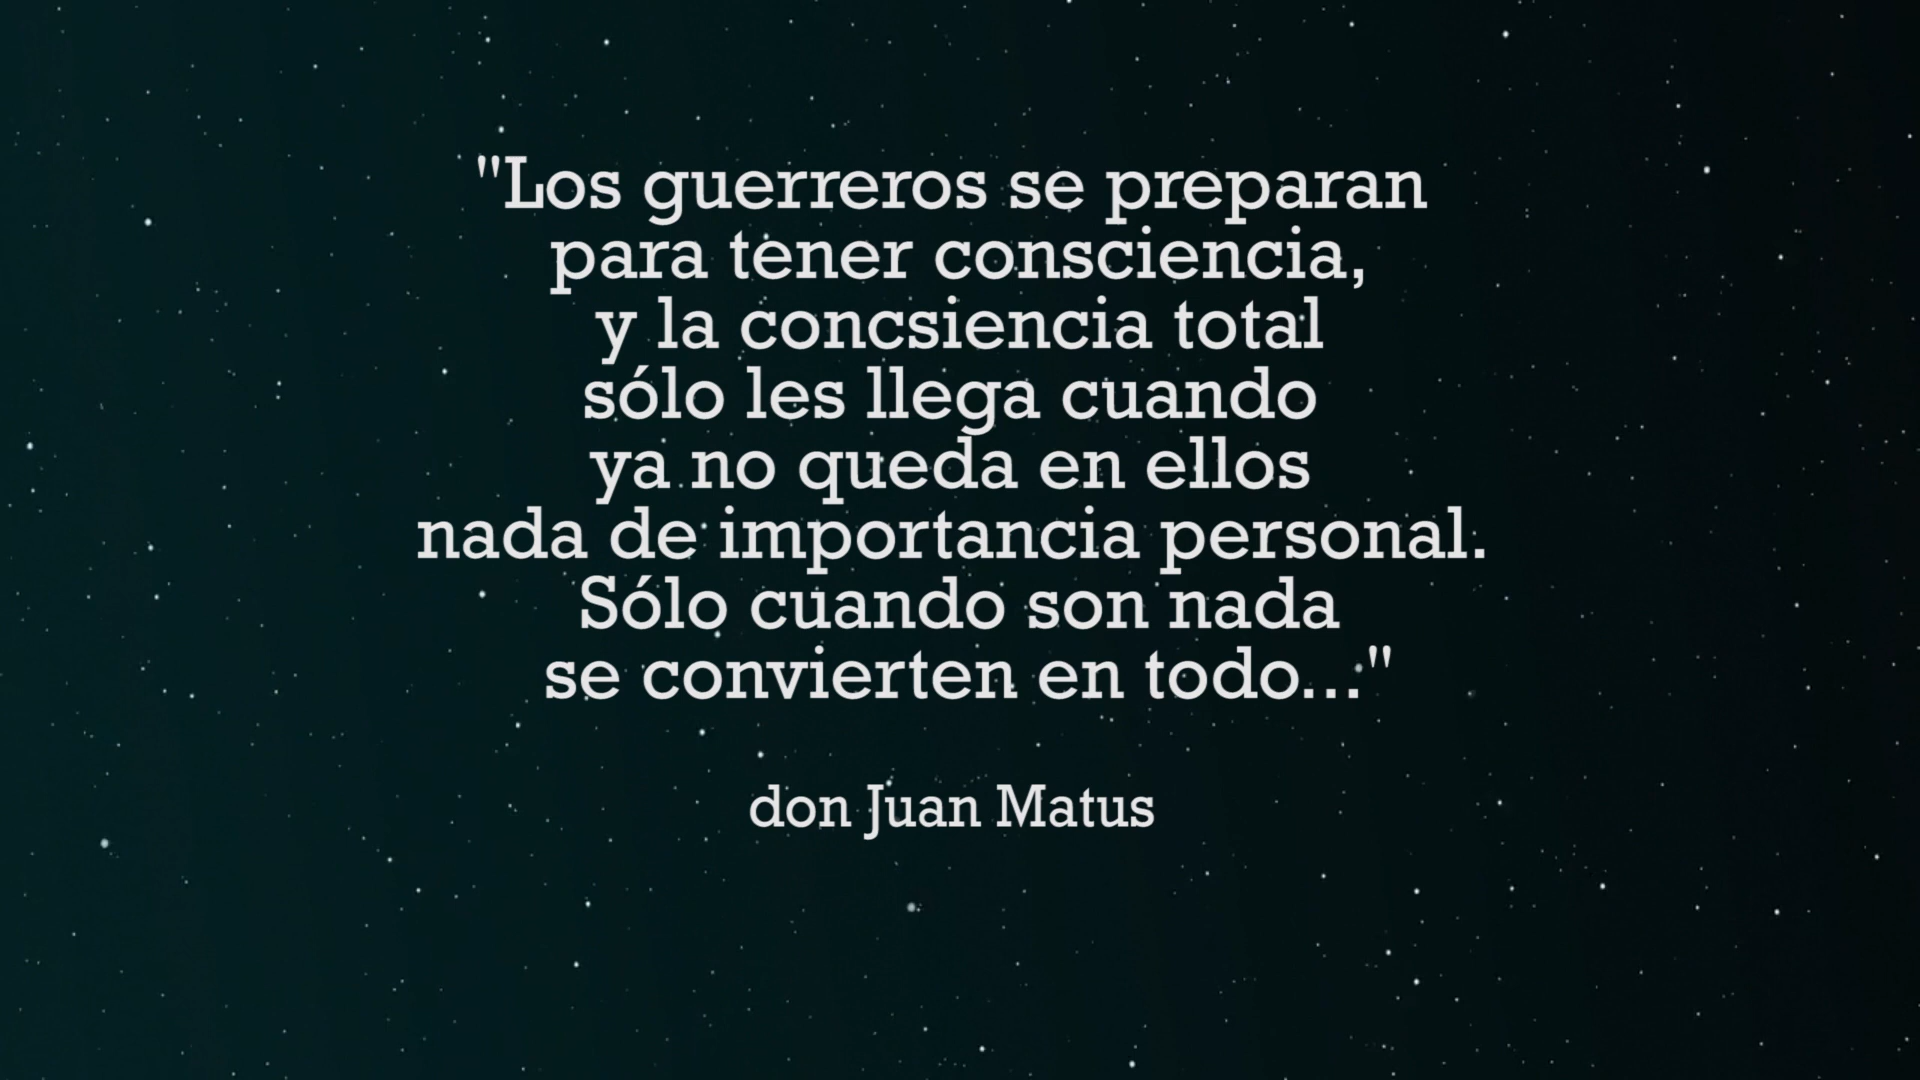 "Los guerreros se preparan
para tener consciencia,
y la concsiencia total
sólo les llega cuando
ya no queda en ellos
nada de importancia personal.
Sólo cuando son nada
se convierten en todo..."
don Juan Matus